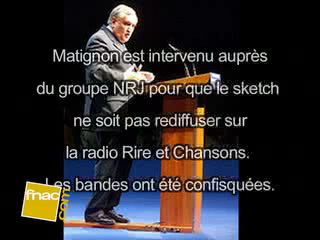 Matignon est intervenu auprès
du groupe NRJ pour que le sketch
ne soit pas rediffuser sur
la radio Rire et Chansons.
Les bandes ont été confisquées.
fnac
.com